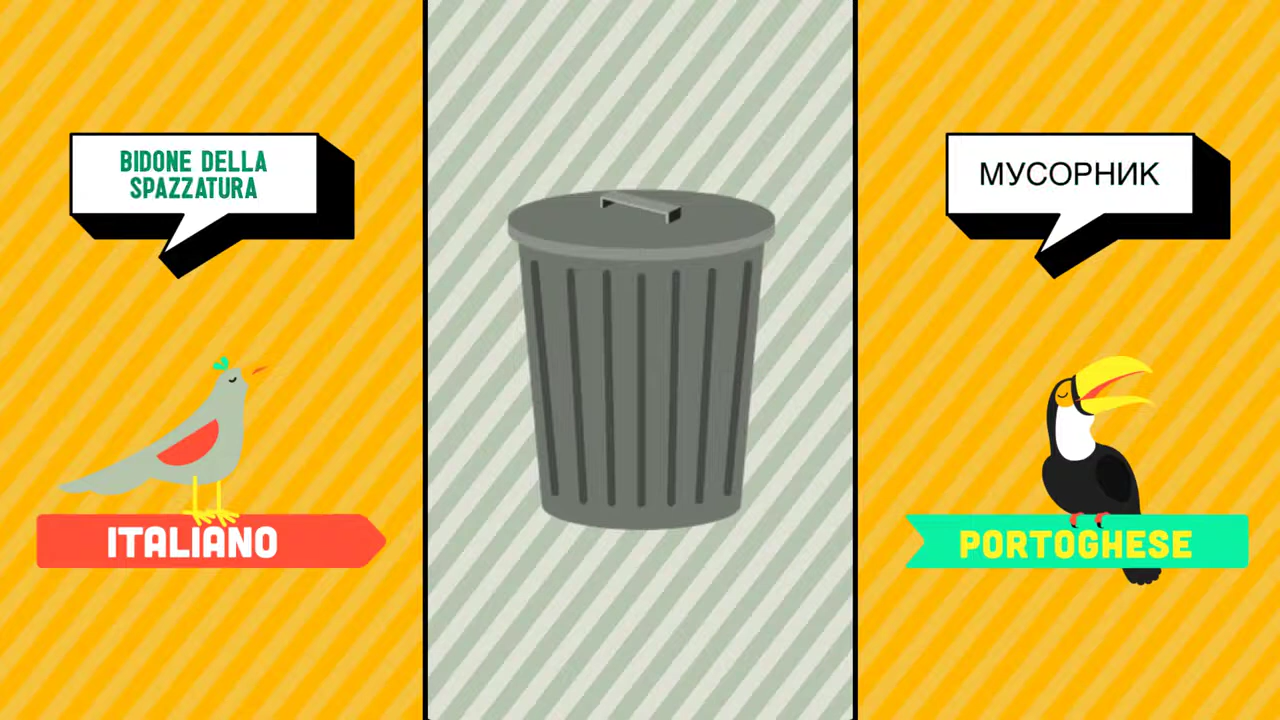 BIDONE DELLA
SPAZZATURA
МУСОРНИК
ITALIANO
PORTOGHESE